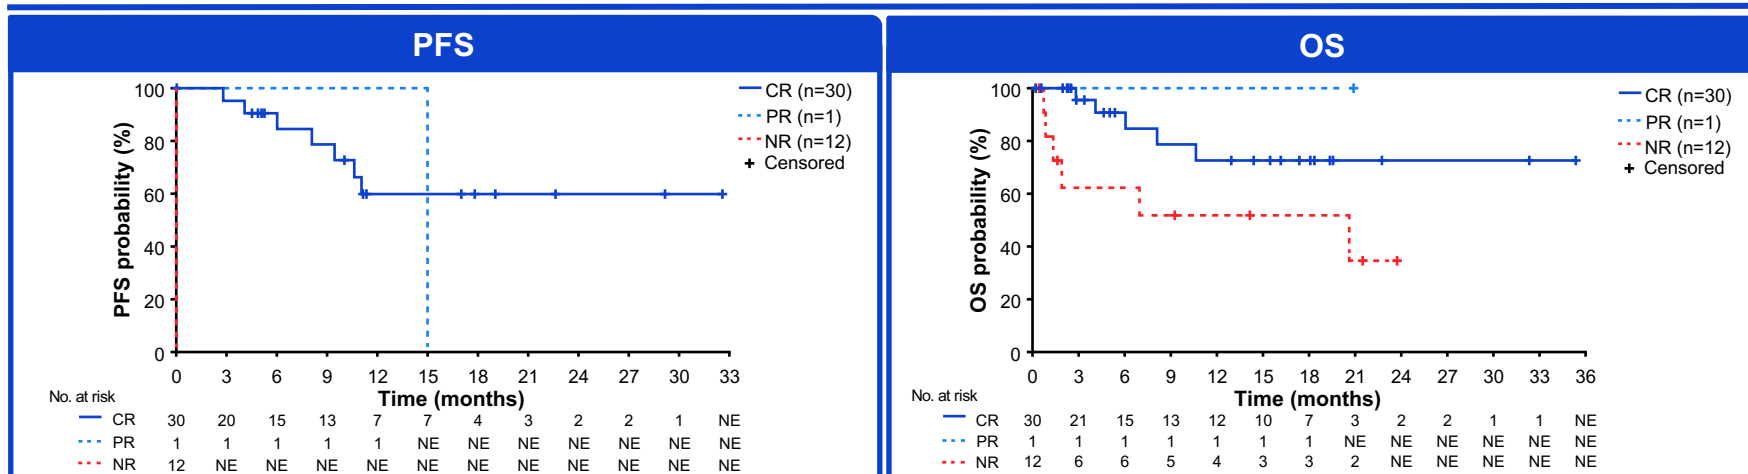 PFS
100
80
60
40
20
0
PFS probability (%)
CR (n=30)
PR (n=1)
NR (n=12)
Censored
0 3 6 9 12 15 18 21 24 27 30 33
Time (months)
No. at risk
CR 30 20 15 13 7 7 4 3 2 2 1 NE
PR 1 1 1 1 1 NE NE NE NE NE NE NE
NR 12 NE NE NE NE NE NE NE NE NE NE NE
OS
100
80
60
40
20
0
OS probability (%)
CR (n=30)
PR (n=1)
NR (n=12)
Censored
0 3 6 9 12 15 18 21 24 27 30 33 36
Time (months)
No. at risk
CR 30 21 15 13 12 10 7 3 2 2 1 1 NE
PR 1 1 1 1 1 1 1 NE NE NE NE NE NE
NR 12 6 6 5 4 3 3 2 NE NE NE NE NE